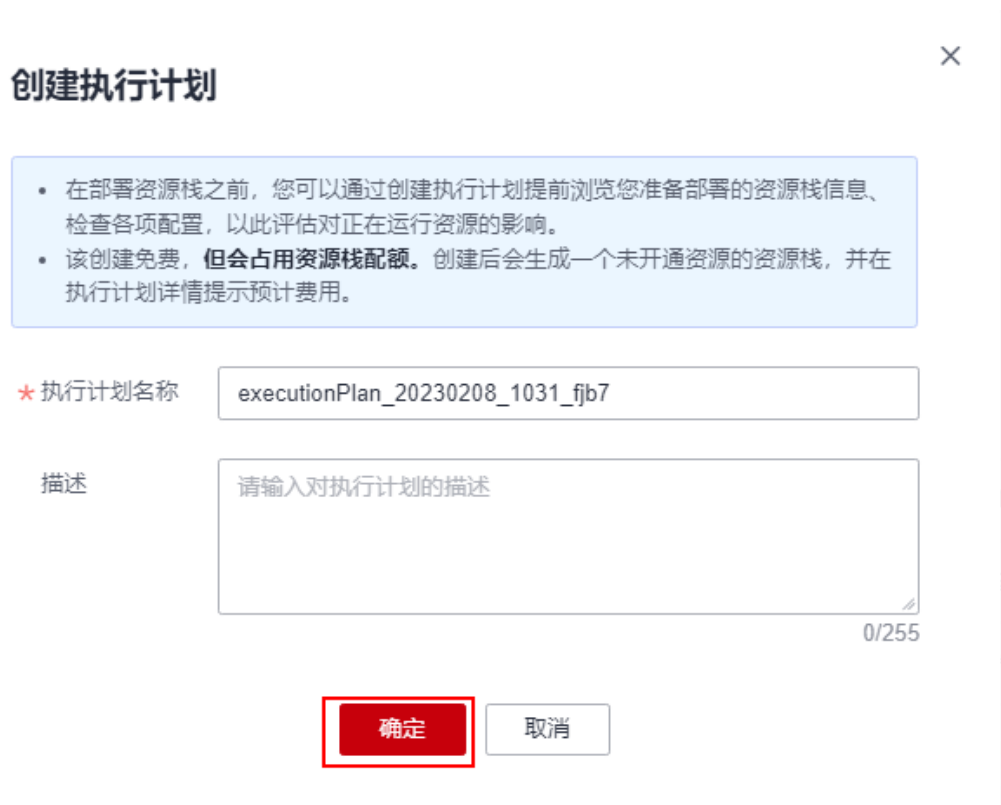 创建执行计划
在部署资源栈之前，您可以通过创建执行计划提前浏览您准备部署的资源栈信息、
检查各项配置，以此评估对正在运行资源的影响。
该创建免费，但会占用资源栈配额。创建后会生成一个未开通资源的资源栈，并在
执行计划详情提示预计费用。
* 执行计划名称 executionPlan_20230208_1031_fjb7
描述 请输入对执行计划的描述
0/255
确定 取消